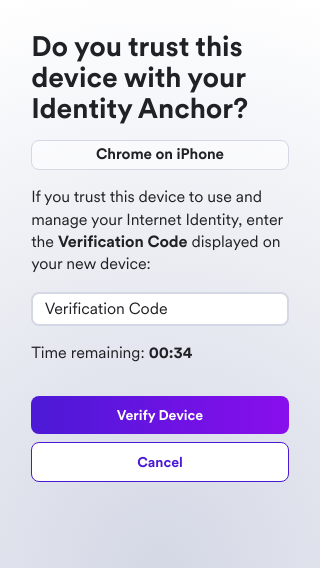 Do you trust this
device with your
Identity Anchor?
Chrome on iPhone
If you trust this device to use and
manage your Internet Identity, enter
the Verification Code displayed on
your new device:
Verification Code
Time remaining: 00:34
Verify Device
Cancel